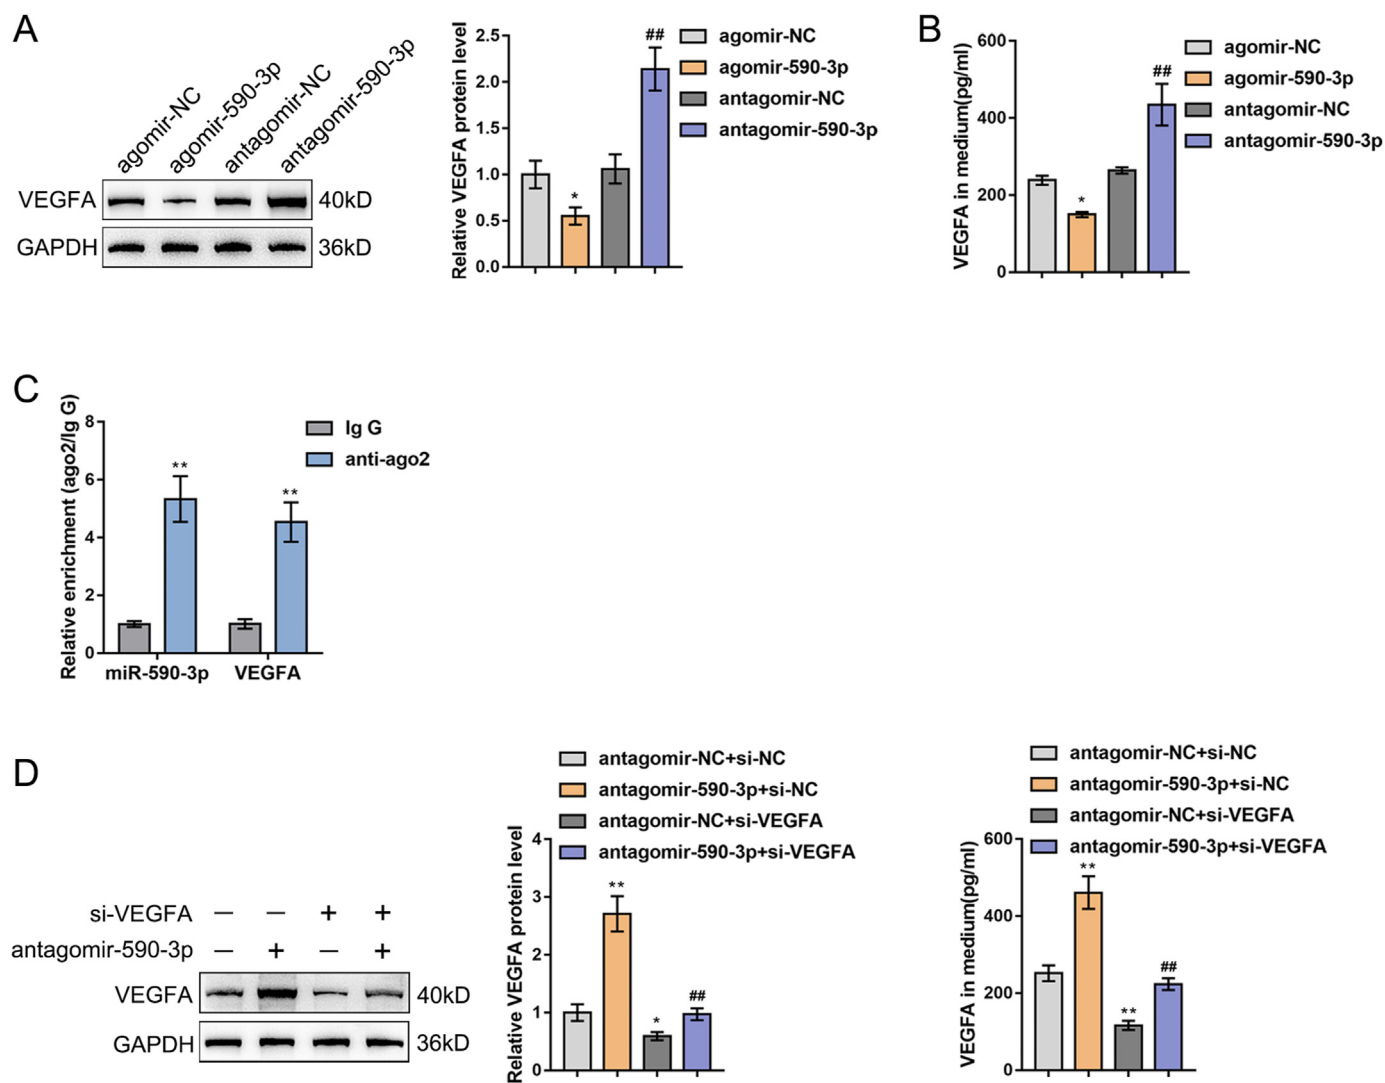 A
agomir-NC
agomir-590-3p
antagomir-NC
antagomir-590-3p
VEGFA
40kD
GAPDH
36kD
Relative VEGFA protein level
2.5
2.0
1.5
1.0
0.5
0.0
*
##
agomir-NC
agomir-590-3p
antagomir-NC
antagomir-590-3p
B
VEGFA in medium(pg/ml)
600
400
200
0
*
##
agomir-NC
agomir-590-3p
antagomir-NC
antagomir-590-3p
C
Relative enrichment (ago2/Ig G)
8
6
4
2
0
**
**
miR-590-3p
VEGFA
Ig G
anti-ago2
D
si-VEGFA — — + +
antagomir-590-3p — + — +
VEGFA
40kD
GAPDH
36kD
antagomir-NC+si-NC
antagomir-590-3p+si-NC
antagomir-NC+si-VEGFA
antagomir-590-3p+si-VEGFA
Relative VEGFA protein level
4
3
2
1
0
**
*
##
antagomir-NC+si-NC
antagomir-590-3p+si-NC
antagomir-NC+si-VEGFA
antagomir-590-3p+si-VEGFA
VEGFA in medium(pg/ml)
600
400
200
0
**
**
##